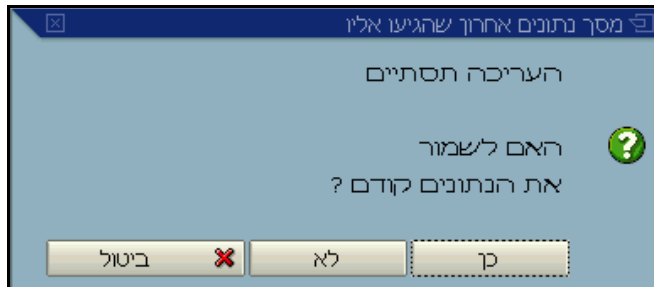 מסך נתונים אחרון שהגיעו אליו
העריכה תסתיים
האם לשמור
את הנתונים קודם ?
כן
לא
ביטול